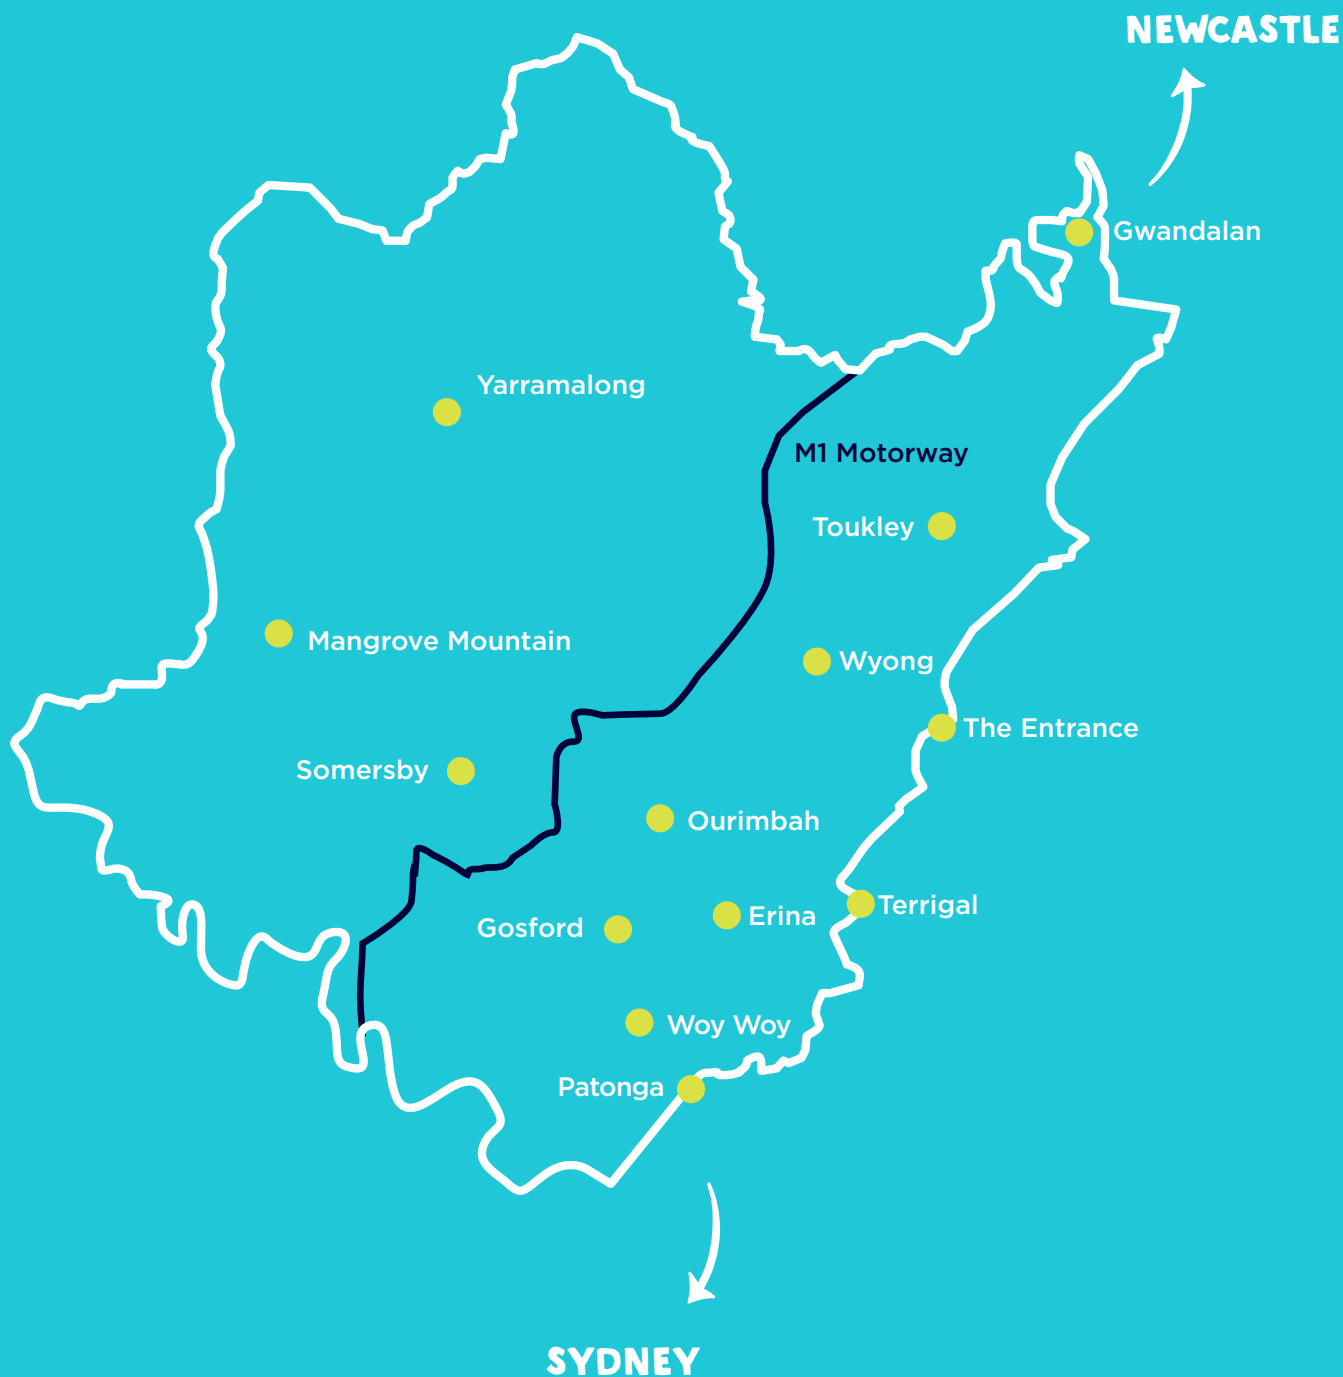 NEWCASTLE
Gwandalan
Yarramalong
M1 Motorway
Toukley
Mangrove Mountain
Wyong
The Entrance
Somersby
Ourimbah
Gosford
Erina
Terrigal
Woy Woy
Patonga
SYDNEY